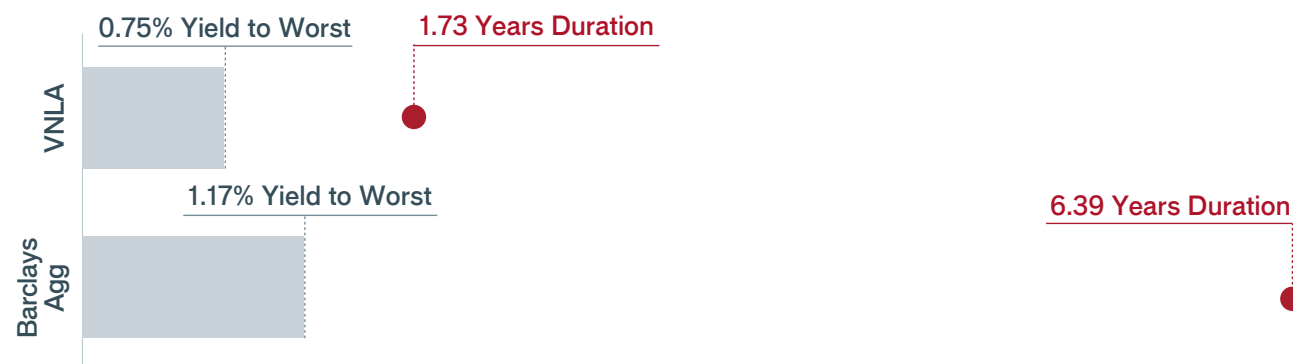 0.75% Yield to Worst
1.73 Years Duration
VNLA
1.17% Yield to Worst
6.39 Years Duration
Barclays
Agg